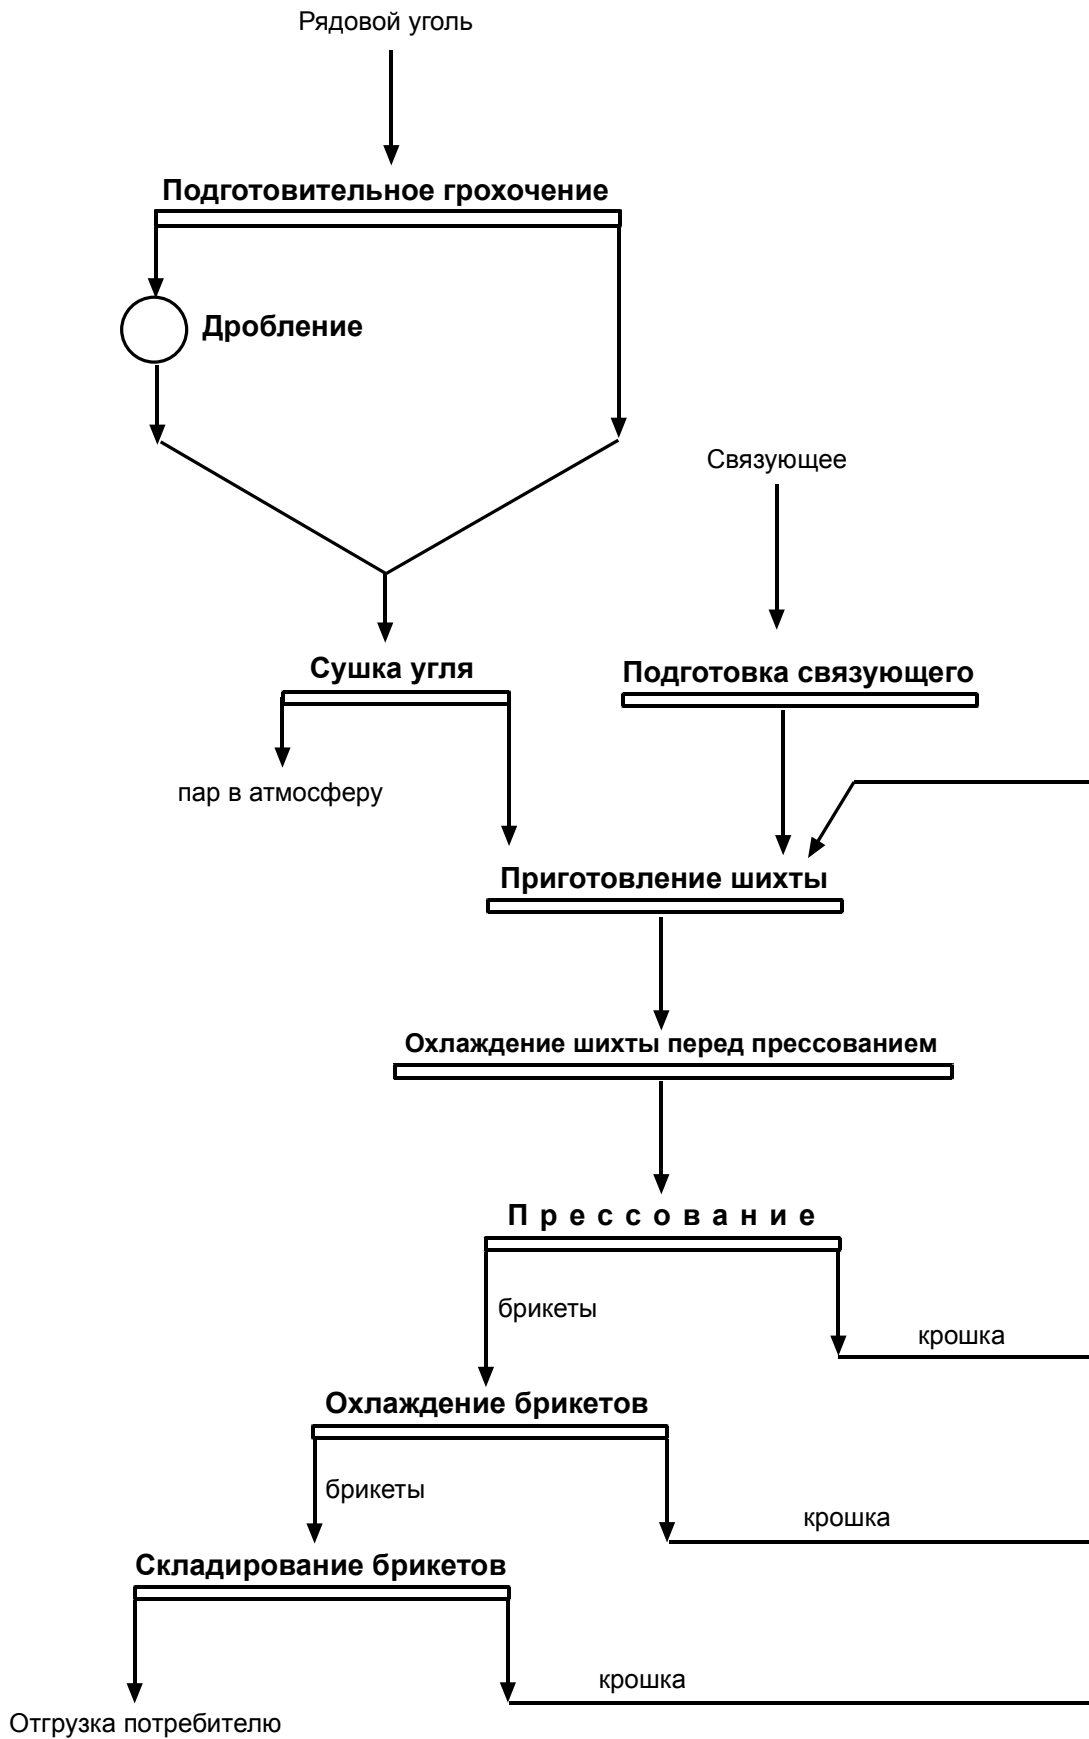 Рядовой уголь
Подготовительное грохочение
Дробление
Связующее
Сушка угля
Подготовка связующего
пар в атмосферу
Приготовление шихты
Охлаждение шихты перед прессованием
Прессование
брикеты
крошка
Охлаждение брикетов
брикеты
крошка
Складирование брикетов
крошка
Отгрузка потребителю